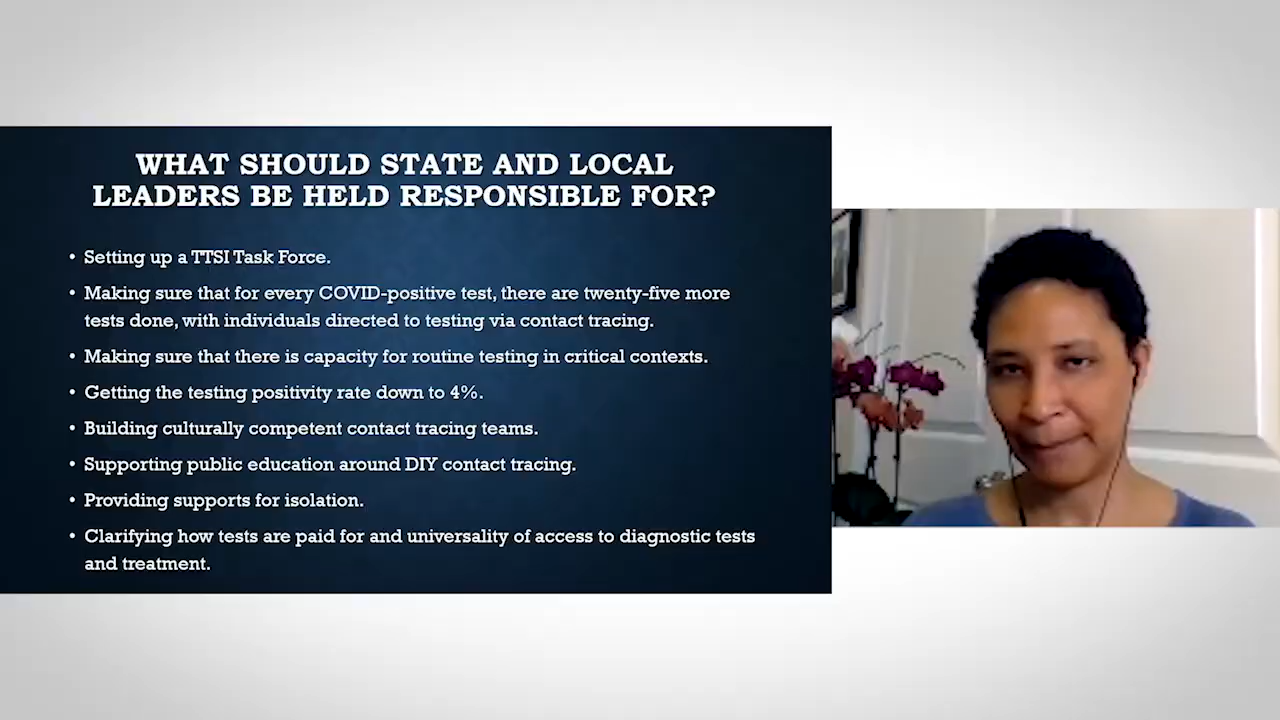 WHAT SHOULD STATE AND LOCAL
LEADERS BE HELD RESPONSIBLE FOR?
• Setting up a TTSI Task Force.
• Making sure that for every COVID-positive test, there are twenty-five more
tests done, with individuals directed to testing via contact tracing.
• Making sure that there is capacity for routine testing in critical contexts.
• Getting the testing positivity rate down to 4%.
• Building culturally competent contact tracing teams.
• Supporting public education around DIY contact tracing.
• Providing supports for isolation.
• Clarifying how tests are paid for and universality of access to diagnostic tests
and treatment.